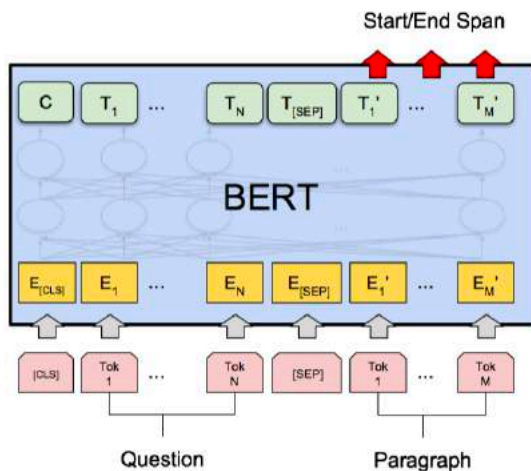 Start/End Span
C T1 ... TN T[SEP] T1' ... TM'
...
BERT
...
E[CLS] E1 ... EN E[SEP] E1' ... EM'
[CLS] Tok 1 ... Tok N [SEP] Tok 1 ... Tok M
Question Paragraph